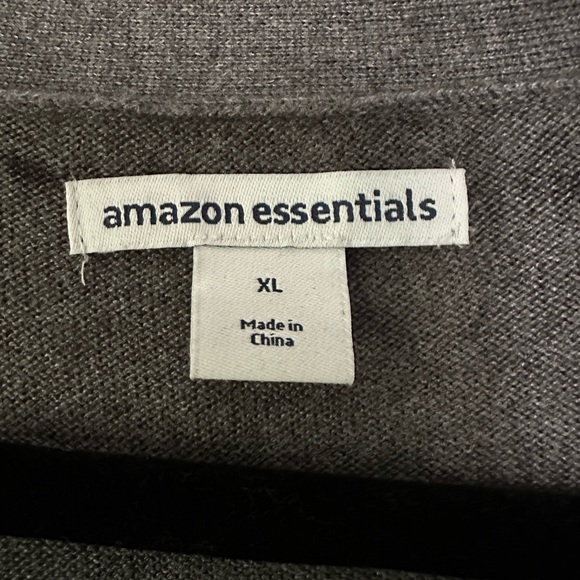 amazon essentials
XL
Made in
China